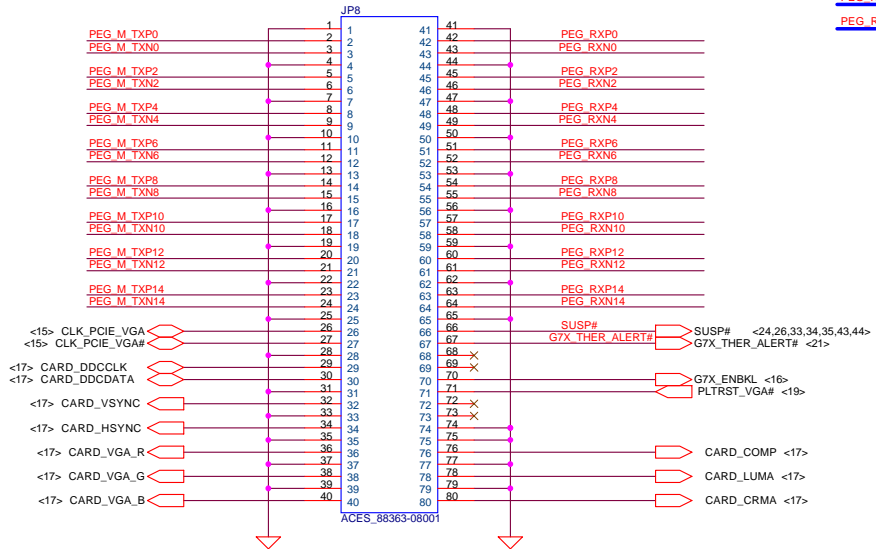 JP8
PEG_R
1 1 41 41
PEG_M_TXP0 2 2 42 42 PEG_RXP0
PEG_M_TXN0 3 3 43 43 PEG_RXN0
4 4 44 44
PEG_M_TXP2 5 5 45 45 PEG_RXP2
PEG_M_TXN2 6 6 46 46 PEG_RXN2
7 7 47 47
PEG_M_TXP4 8 8 48 48 PEG_RXP4
PEG_M_TXN4 9 9 49 49 PEG_RXN4
10 10 50 50
PEG_M_TXP6 11 11 51 51 PEG_RXP6
PEG_M_TXN6 12 12 52 52 PEG_RXN6
13 13 53 53
PEG_M_TXP8 14 14 54 54 PEG_RXP8
PEG_M_TXN8 15 15 55 55 PEG_RXN8
16 16 56 56
PEG_M_TXP10 17 17 57 57 PEG_RXP10
PEG_M_TXN10 18 18 58 58 PEG_RXN10
19 19 59 59
PEG_M_TXP12 20 20 60 60 PEG_RXP12
PEG_M_TXN12 21 21 61 61 PEG_RXN12
22 22 62 62
PEG_M_TXP14 23 23 63 63 PEG_RXP14
PEG_M_TXN14 24 24 64 64 PEG_RXN14
25 25 65 65
<15> CLK_PCIE_VGA 26 26 66 66 SUSP# SUSP# <24,26,33,34,35,43,44>
<15> CLK_PCIE_VGA# 27 27 67 67 G7X_THER_ALERT# G7X_THER_ALERT# <21>
28 28 68 68
<17> CARD_DDCCLK 29 29 69 69
<17> CARD_DDCDATA 30 30 70 70 G7X_ENBKL <16>
31 31 71 71 PLTRST_VGA# <19>
<17> CARD_VSYNC 32 32 72 72
33 33 73 73
<17> CARD_HSYNC 34 34 74 74
35 35 75 75
<17> CARD_VGA_R 36 36 76 76 CARD_COMP <17>
37 37 77 77
<17> CARD_VGA_G 38 38 78 78 CARD_LUMA <17>
39 39 79 79
<17> CARD_VGA_B 40 40 80 80 CARD_CRMA <17>
ACES_88363-08001